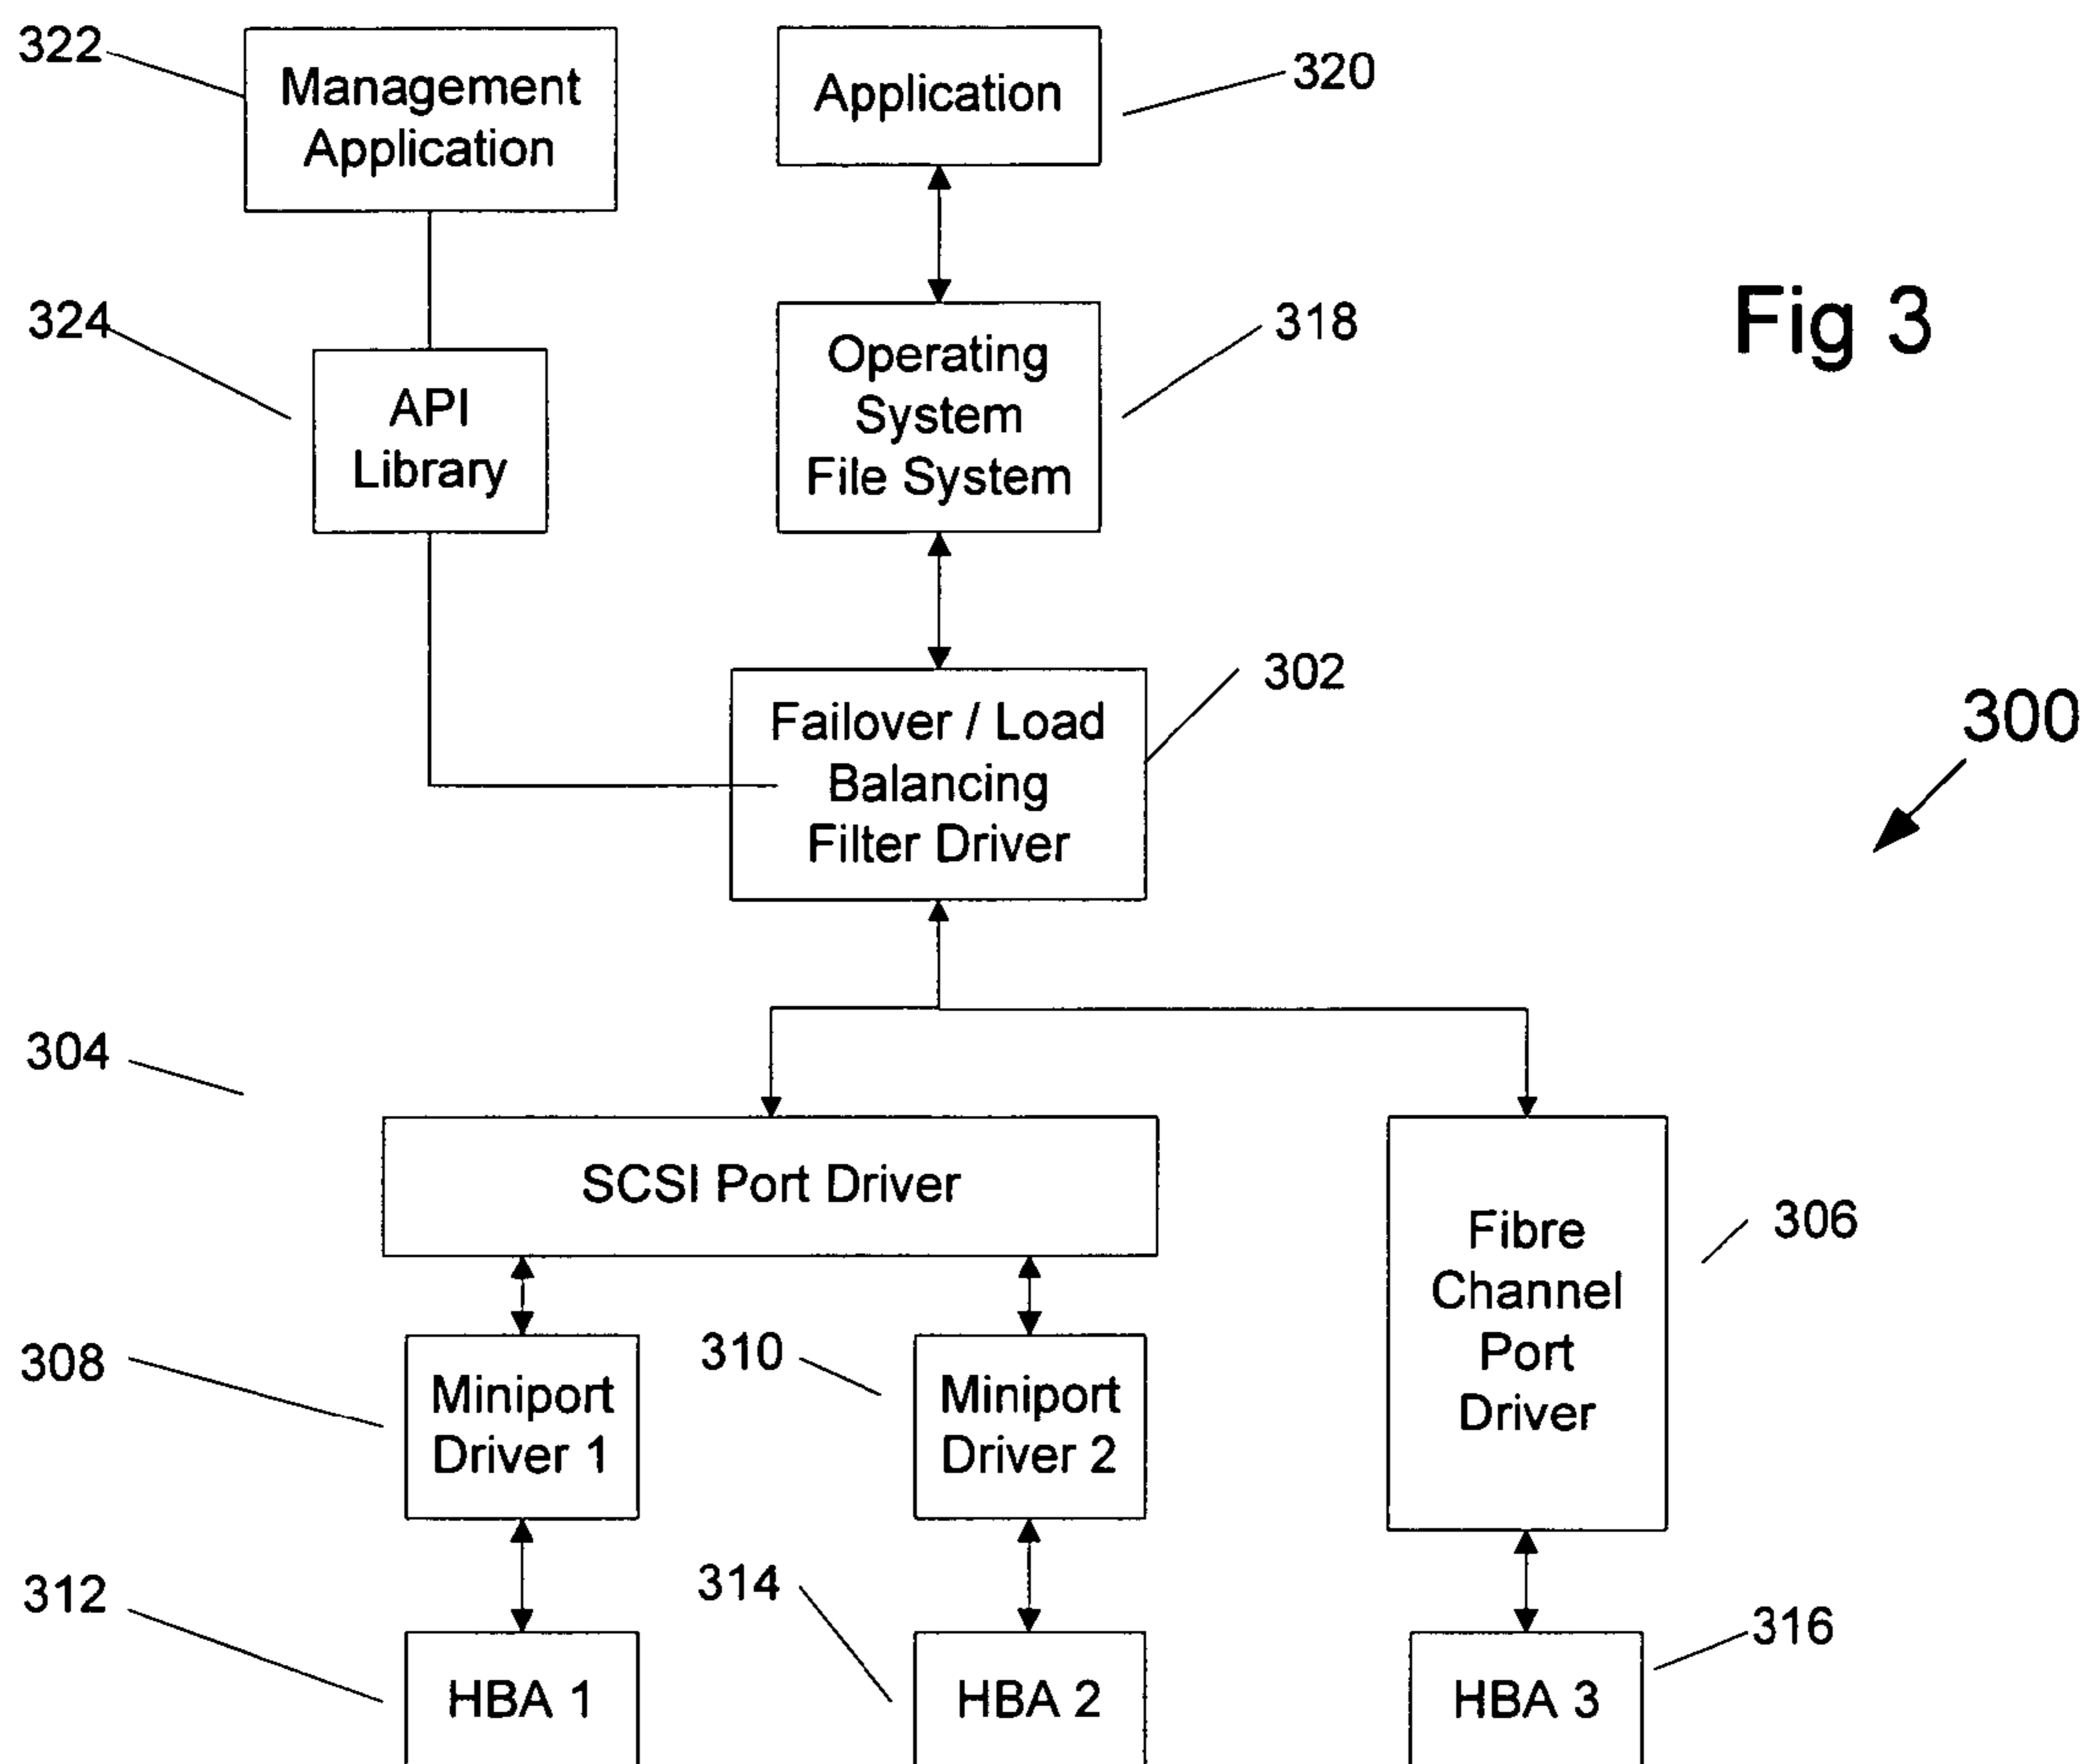 322
Management
Application
Application
320
324
API
Library
Operating
System
File System
318
Fig 3
Failover / Load
Balancing
Filter Driver
302
300
304
SCSI Port Driver
Fibre
Channel
Port
Driver
306
308
Miniport
Driver 1
310
Miniport
Driver 2
312
HBA 1
314
HBA 2
HBA 3
316